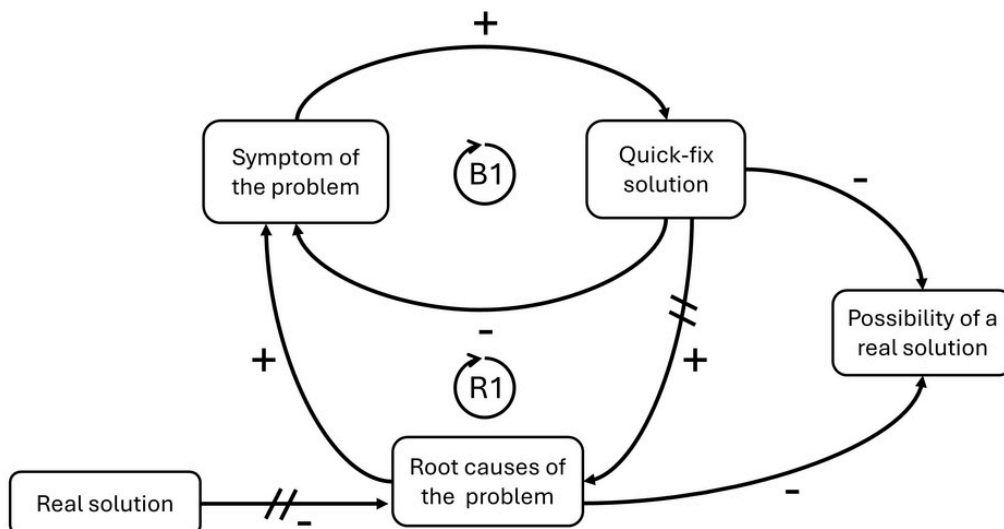 +
Symptom of
the problem
B1
Quick-fix
solution
-
-
Possibility of a
real solution
+
R1
+
Root causes of
the problem
Real solution
-
-